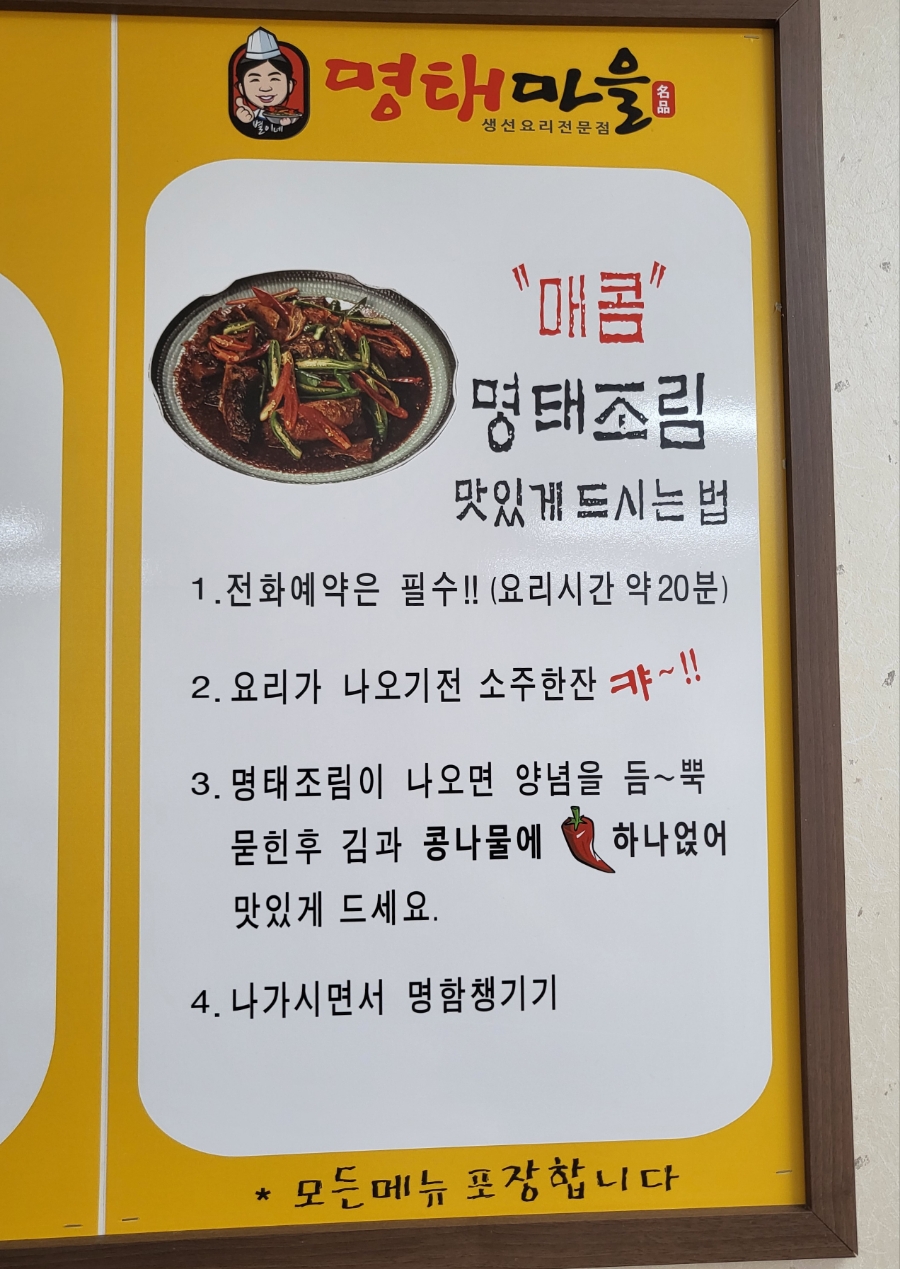 별이네
명태마을
名品
생선요리전문점
"매콤"
명태조림
맛있게 드시는 법
1. 전화예약은 필수!! (요리시간 약20분)
2. 요리가 나오기전 소주한잔 캬~!!
3. 명태조림이 나오면 양념을 듬~뿍
묻힌후 김과 콩나물에 하나얹어
맛있게 드세요.
4. 나가시면서 명함챙기기
* 모든메뉴 포장합니다